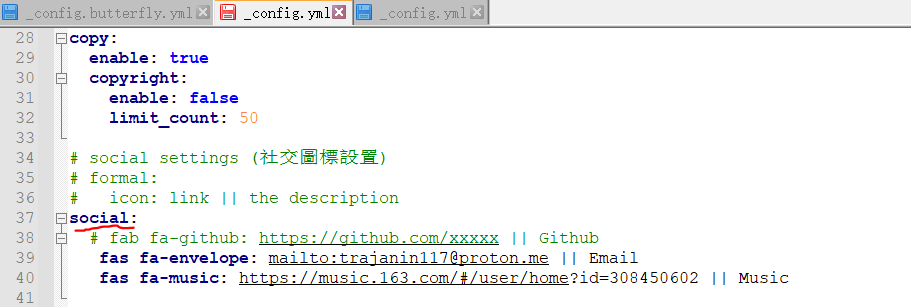 _config.butterfly.yml _config.yml _config.yml
28 copy:
29 enable: true
30 copyright:
31 enable: false
32 limit_count: 50
33
34 # social settings (社交圖標設置)
35 # formal:
36 #   icon: link || the description
37 social:
38 # fab fa-github: https://github.com/xxxxx || Github
39 fas fa-envelope: mailto:trajanin117@proton.me || Email
40 fas fa-music: https://music.163.com/#/user/home?id=308450602 || Music
41